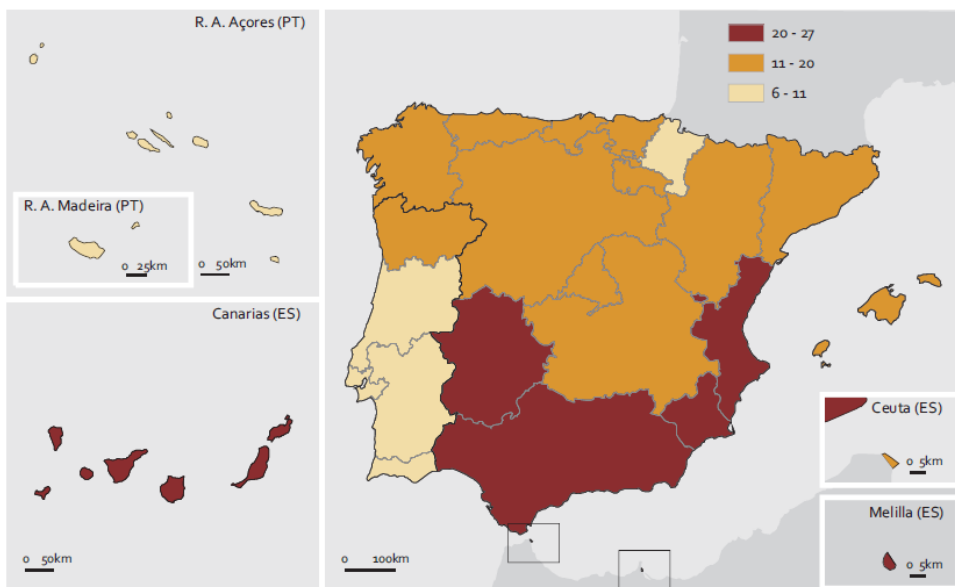 R. A. Açores (PT)
R. A. Madeira (PT)
0 25km
0 50km
Canarias (ES)
0 50km
20 - 27
11 - 20
6 - 11
0 100km
Ceuta (ES)
0 5km
Melilla (ES)
0 5km